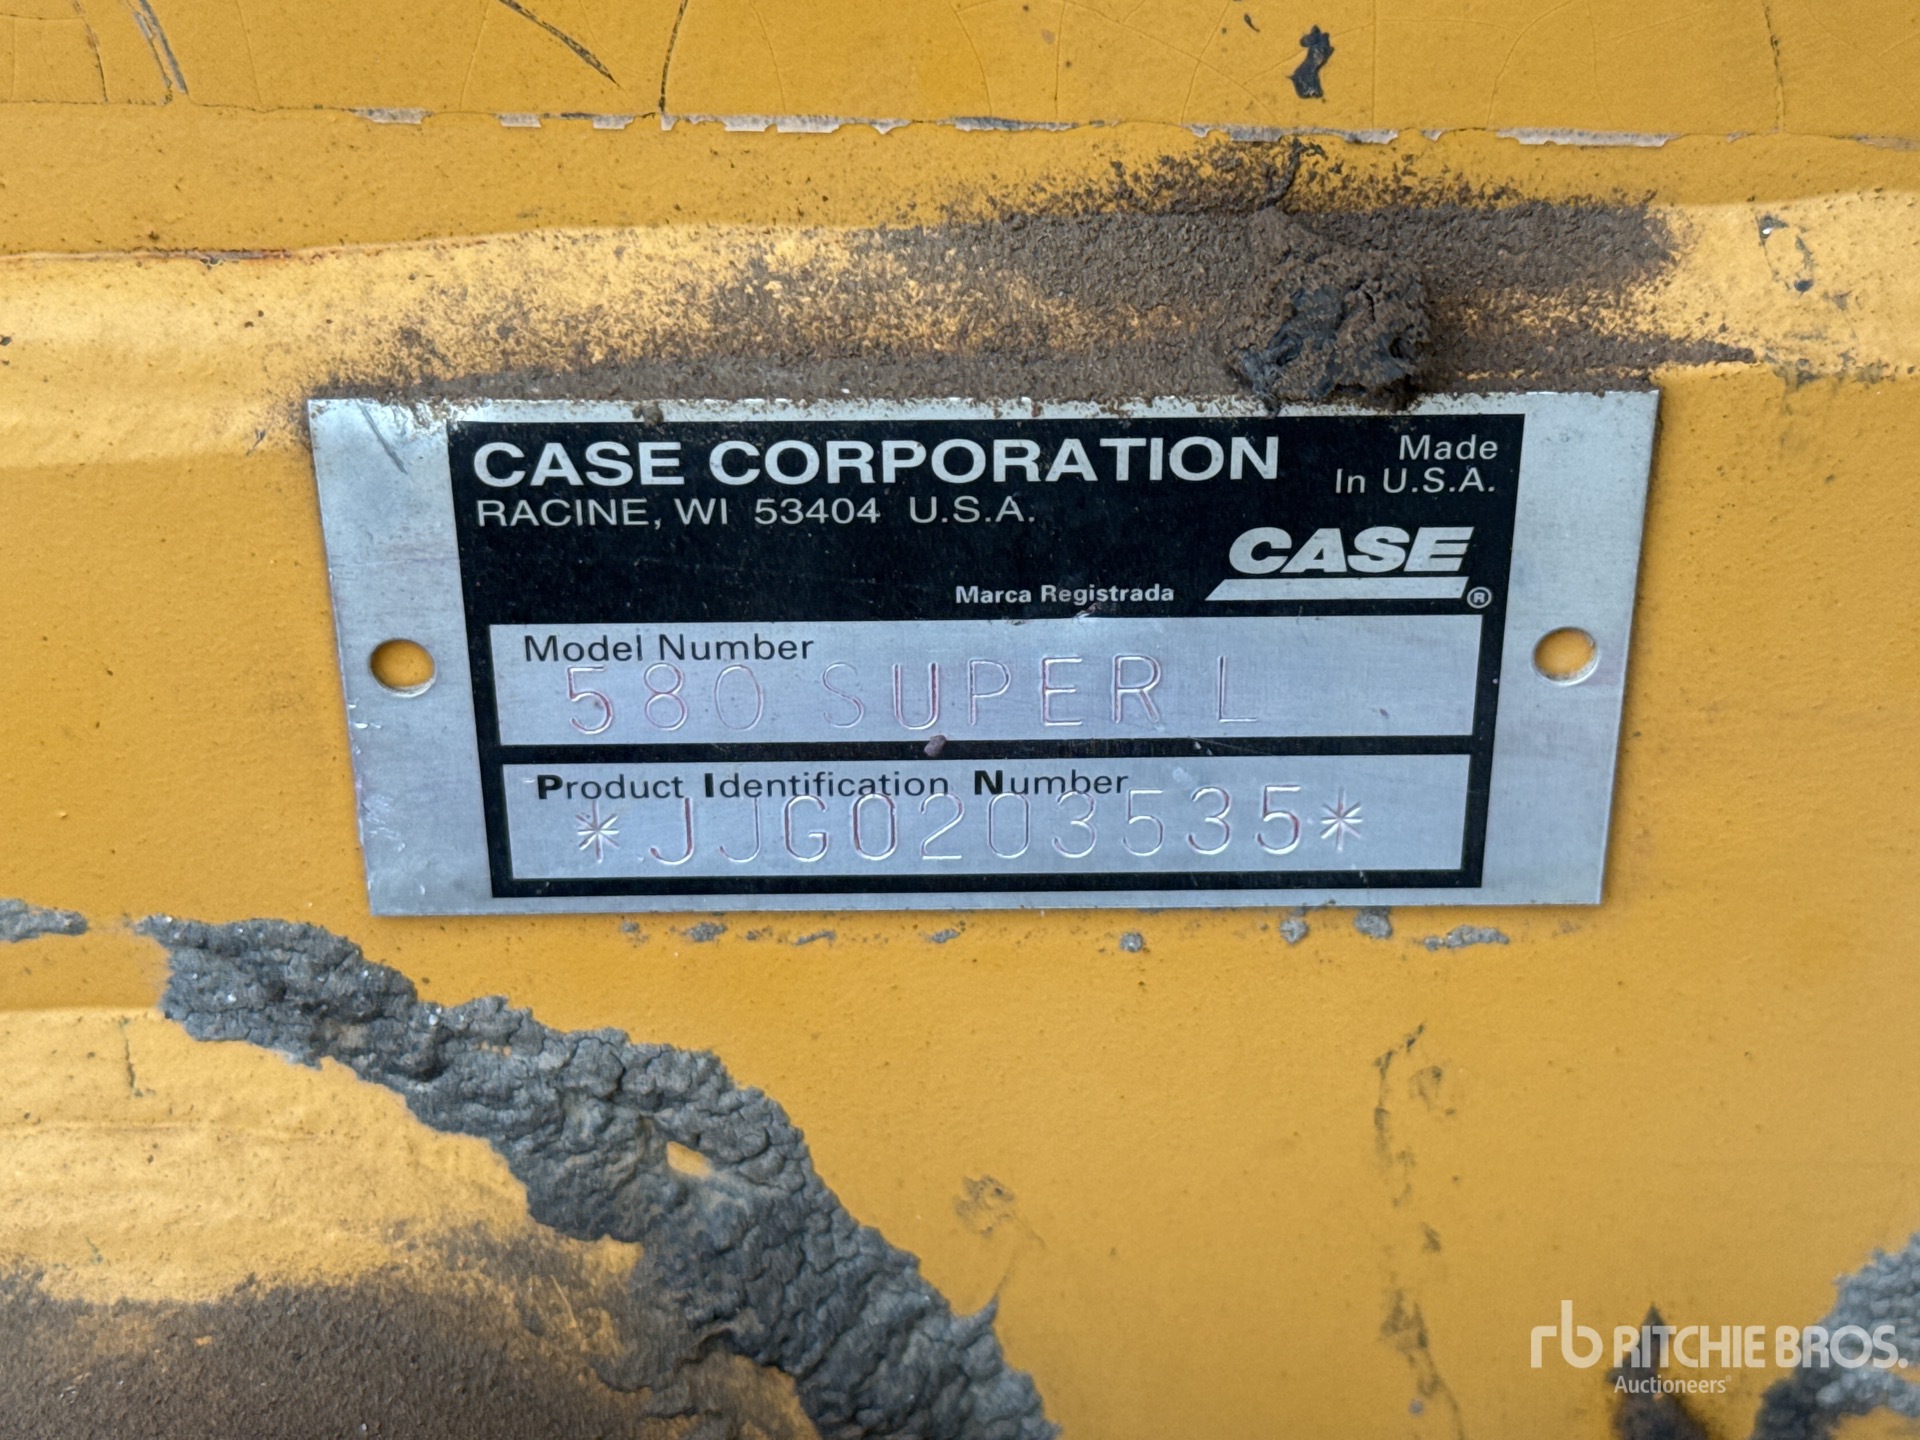 CASE CORPORATION
RACINE, WI 53404 U.S.A.
Made
In U.S.A.
CASE®
Marca Registrada
Model Number
580 SUPER L
Product Identification Number
*JJG0203535*
rb RITCHIE BROS.
Auctioneers